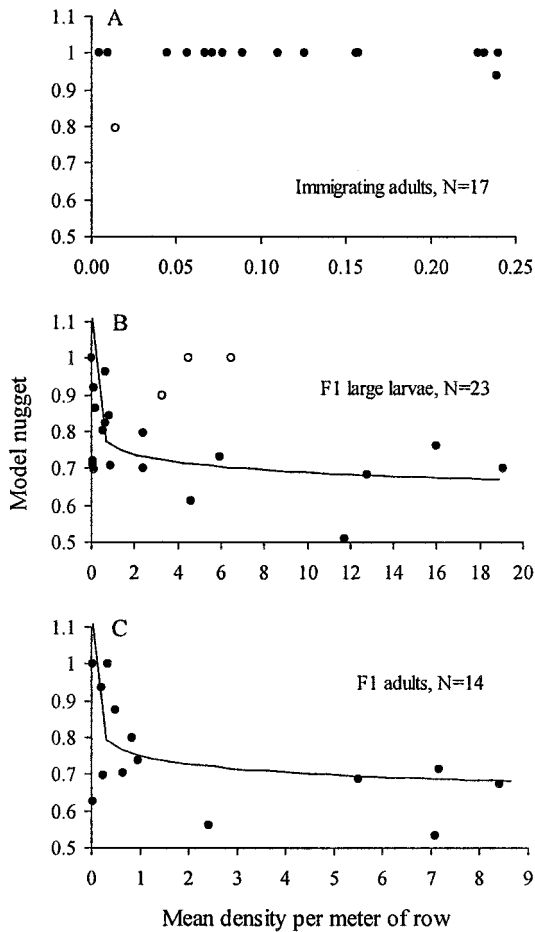 A
1.1
1
0.9
0.8
0.7
0.6
0.5
Immigrating adults, N=17
0.00 0.05 0.10 0.15 0.20 0.25
B
1.1
1
0.9
0.8
0.7
0.6
0.5
F1 large larvae, N=23
0 2 4 6 8 10 12 14 16 18 20
Model nugget
C
1.1
1
0.9
0.8
0.7
0.6
0.5
F1 adults, N=14
0 1 2 3 4 5 6 7 8 9
Mean density per meter of row